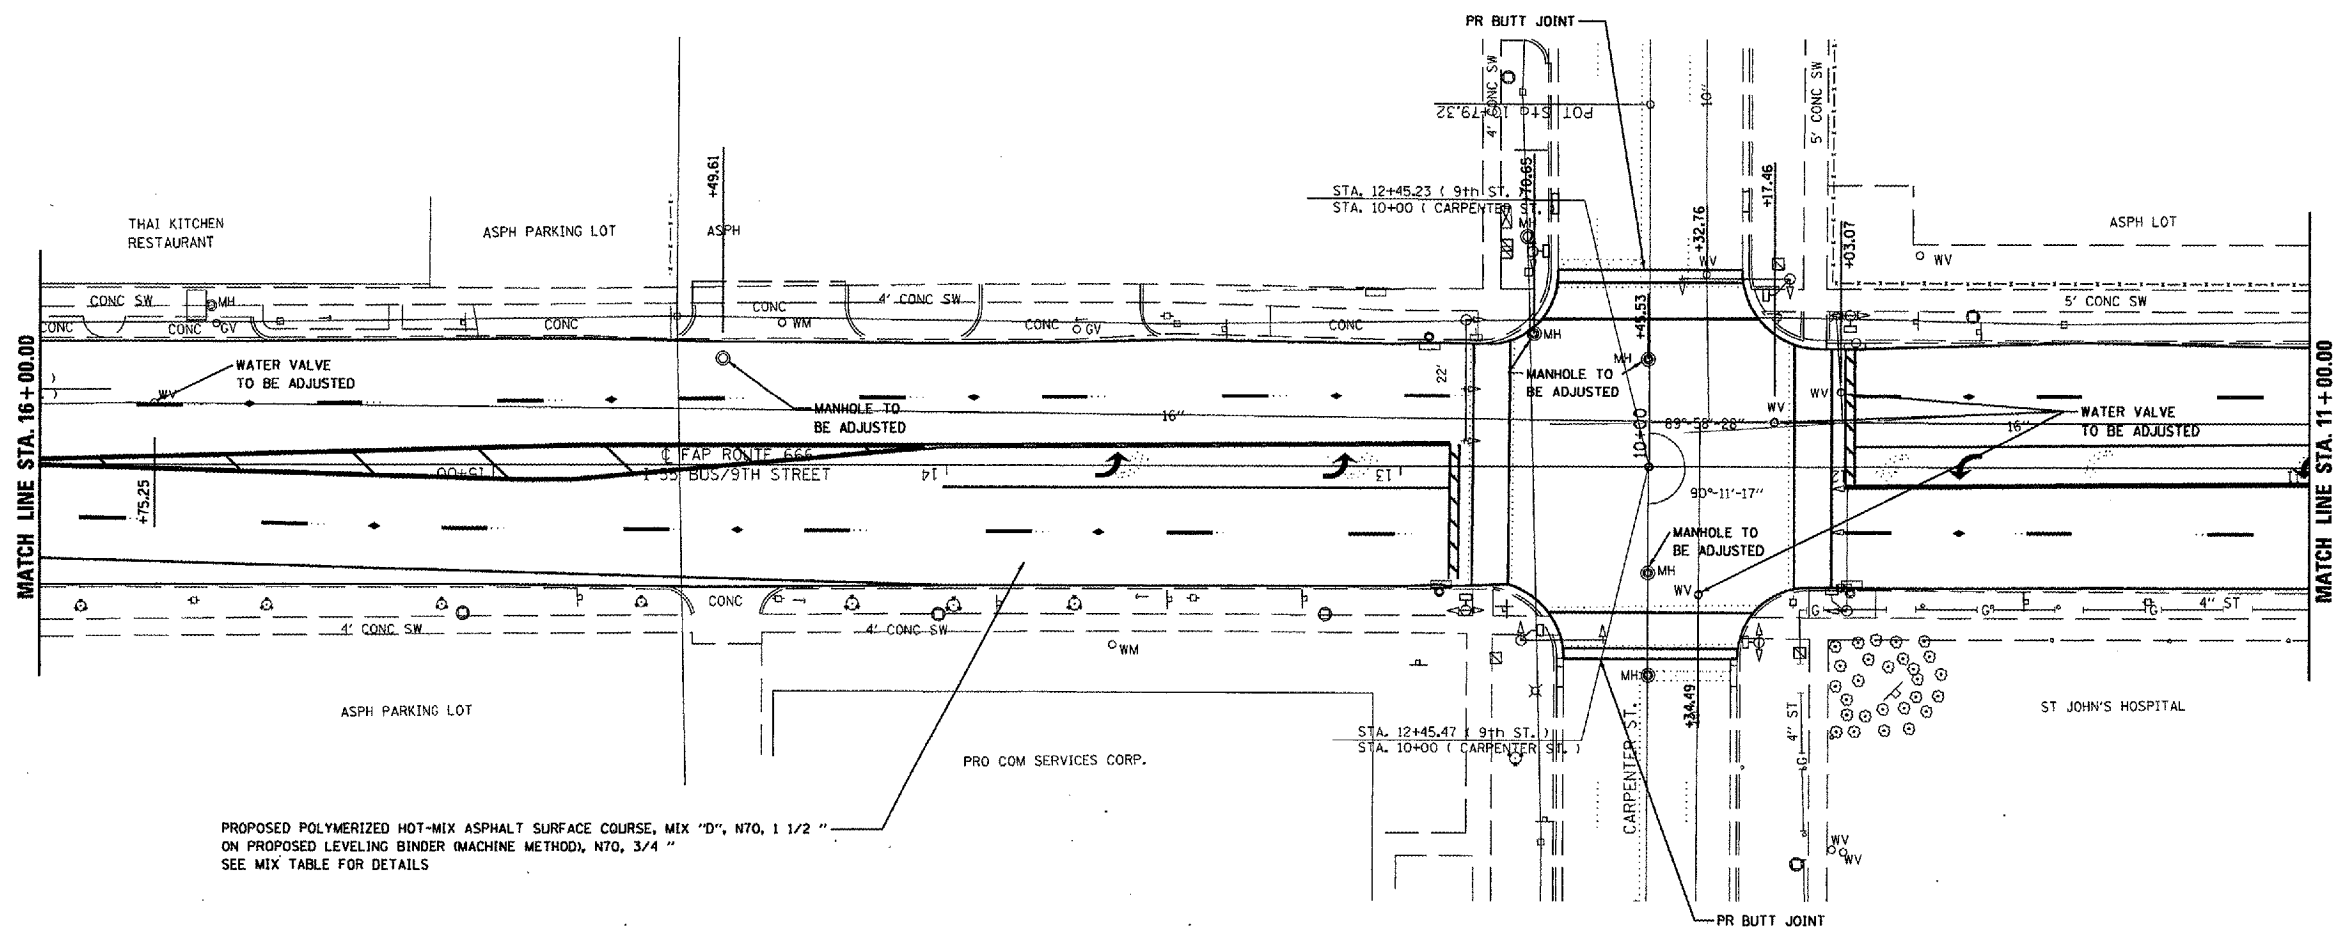 PR BUTT JOINT
4' CONC SW
5' CONC SW
10"
POT Sta 10+79.32
+49.61
+70.65
+17.46
STA. 12+45.23 ( 9th ST. )
STA. 10+00 ( CARPENTER ST. )
THAI KITCHEN
RESTAURANT
ASPH PARKING LOT
ASPH
MH
+32.76
+03.07
ASPH LOT
WV
WV
CONC SW
MH
CONC
4' CONC SW
5' CONC SW
CONC
CONC
GV
CONC
WM
CONC
GV
CONC
+45.53
MH
MATCH LINE STA. 16+00.00
WATER VALVE
TO BE ADJUSTED
WV
22'
MH
MANHOLE TO
BE ADJUSTED
MANHOLE TO
BE ADJUSTED
16"
10+00
89°-58'-28"
WV
WV
16"
WATER VALVE
TO BE ADJUSTED
MATCH LINE STA. 11+00.00
℄ FAP ROUTE 666
I-55 BUS/9TH STREET
15+00
14
13
12
11
+75.25
90°-11'-17"
MANHOLE TO
BE ADJUSTED
MH
WV
CONC
4' CONC SW
4' CONC SW
WM
G
G
G
4" ST
MH
ASPH PARKING LOT
+34.49
4" ST
G
ST JOHN'S HOSPITAL
STA. 12+45.47 ( 9th ST. )
STA. 10+00 ( CARPENTER ST. )
CARPENTER ST.
PRO COM SERVICES CORP.
PROPOSED POLYMERIZED HOT-MIX ASPHALT SURFACE COURSE, MIX "D", N70, 1 1/2 "
ON PROPOSED LEVELING BINDER (MACHINE METHOD), N70, 3/4 "
SEE MIX TABLE FOR DETAILS
WV
WV
PR BUTT JOINT